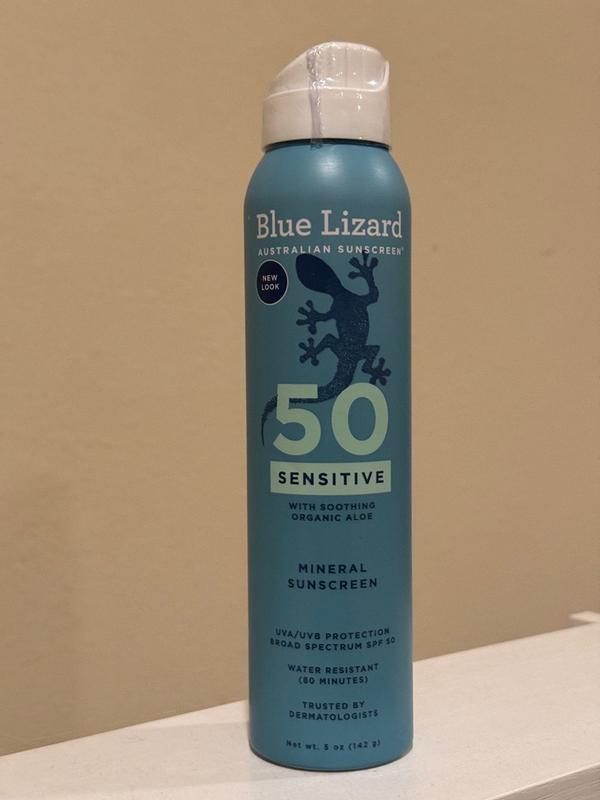 Blue Lizard
AUSTRALIAN SUNSCREEN®
NEW
LOOK
50
SENSITIVE
WITH SOOTHING
ORGANIC ALOE
MINERAL
SUNSCREEN
UVA/UVB PROTECTION
BROAD SPECTRUM SPF 50
WATER RESISTANT
(80 MINUTES)
TRUSTED BY
DERMATOLOGISTS
Net wt. 5 oz (142 g)